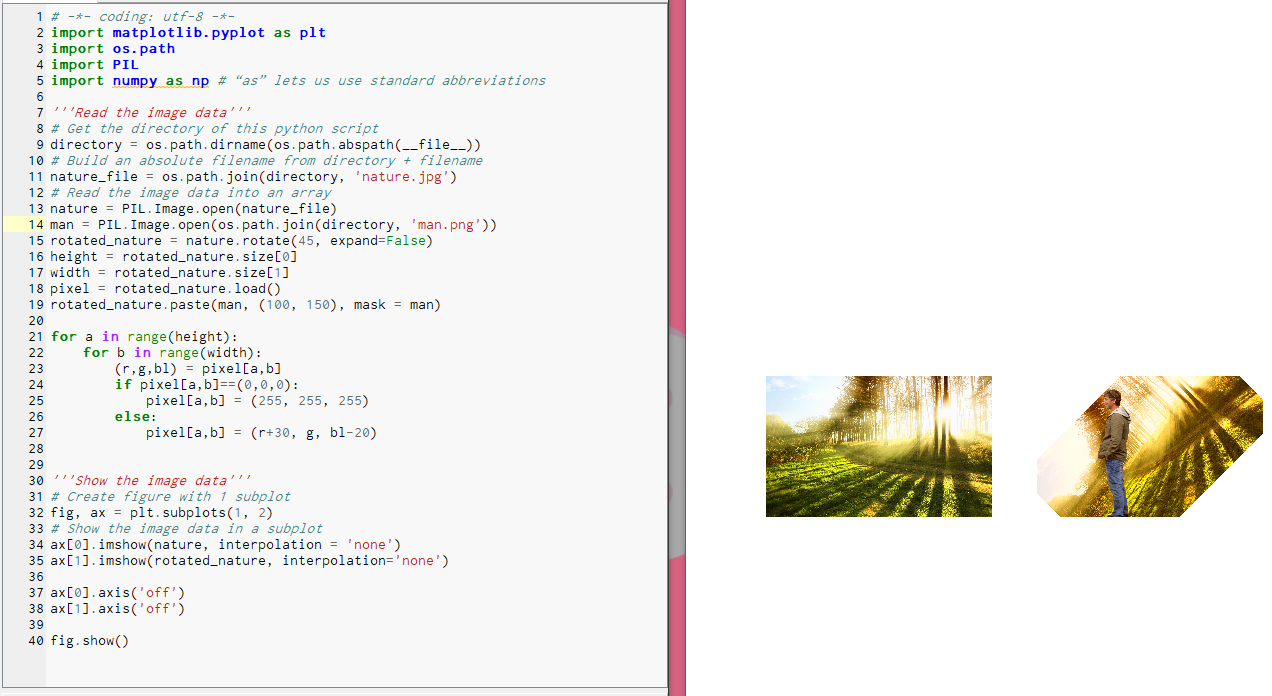 1 # -*- coding: utf-8 -*-
2 import matplotlib.pyplot as plt
3 import os.path
4 import PIL
5 import numpy as np # “as” lets us use standard abbreviations
6
7 '''Read the image data'''
8 # Get the directory of this python script
9 directory = os.path.dirname(os.path.abspath(__file__))
10 # Build an absolute filename from directory + filename
11 nature_file = os.path.join(directory, 'nature.jpg')
12 # Read the image data into an array
13 nature = PIL.Image.open(nature_file)
14 man = PIL.Image.open(os.path.join(directory, 'man.png'))
15 rotated_nature = nature.rotate(45, expand=False)
16 height = rotated_nature.size[0]
17 width = rotated_nature.size[1]
18 pixel = rotated_nature.load()
19 rotated_nature.paste(man, (100, 150), mask = man)
20
21 for a in range(height):
22     for b in range(width):
23         (r,g,bl) = pixel[a,b]
24         if pixel[a,b]==(0,0,0):
25             pixel[a,b] = (255, 255, 255)
26         else:
27             pixel[a,b] = (r+30, g, bl-20)
28
29
30 '''Show the image data'''
31 # Create figure with 1 subplot
32 fig, ax = plt.subplots(1, 2)
33 # Show the image data in a subplot
34 ax[0].imshow(nature, interpolation = 'none')
35 ax[1].imshow(rotated_nature, interpolation='none')
36
37 ax[0].axis('off')
38 ax[1].axis('off')
39
40 fig.show()